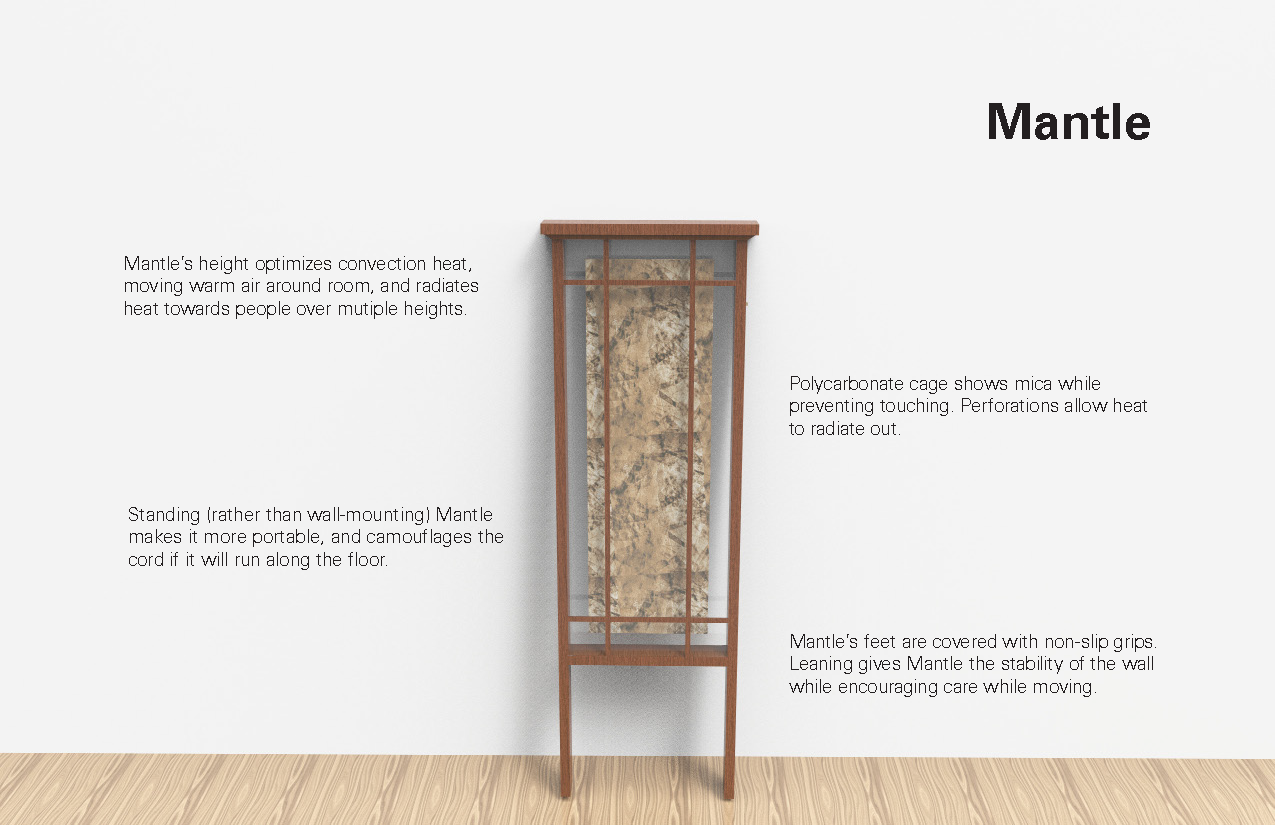 Mantle
Mantle's height optimizes convection heat,
moving warm air around room, and radiates
heat towards people over mutiple heights.
Polycarbonate cage shows mica while
preventing touching. Perforations allow heat
to radiate out.
Standing (rather than wall-mounting) Mantle
makes it more portable, and camouflages the
cord if it will run along the floor.
Mantle's feet are covered with non-slip grips.
Leaning gives Mantle the stability of the wall
while encouraging care while moving.